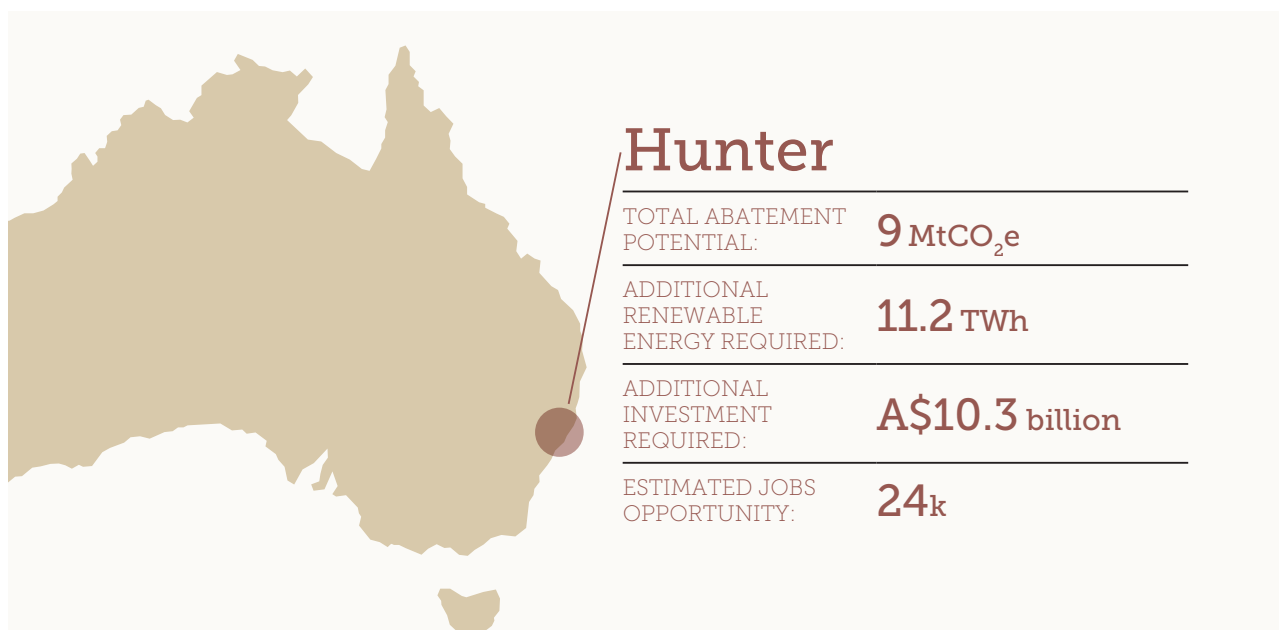 Hunter
TOTAL ABATEMENT
POTENTIAL:
9 MtCO₂e
ADDITIONAL
RENEWABLE
ENERGY REQUIRED:
11.2 TWh
ADDITIONAL
INVESTMENT
REQUIRED:
A$10.3 billion
ESTIMATED JOBS
OPPORTUNITY:
24k